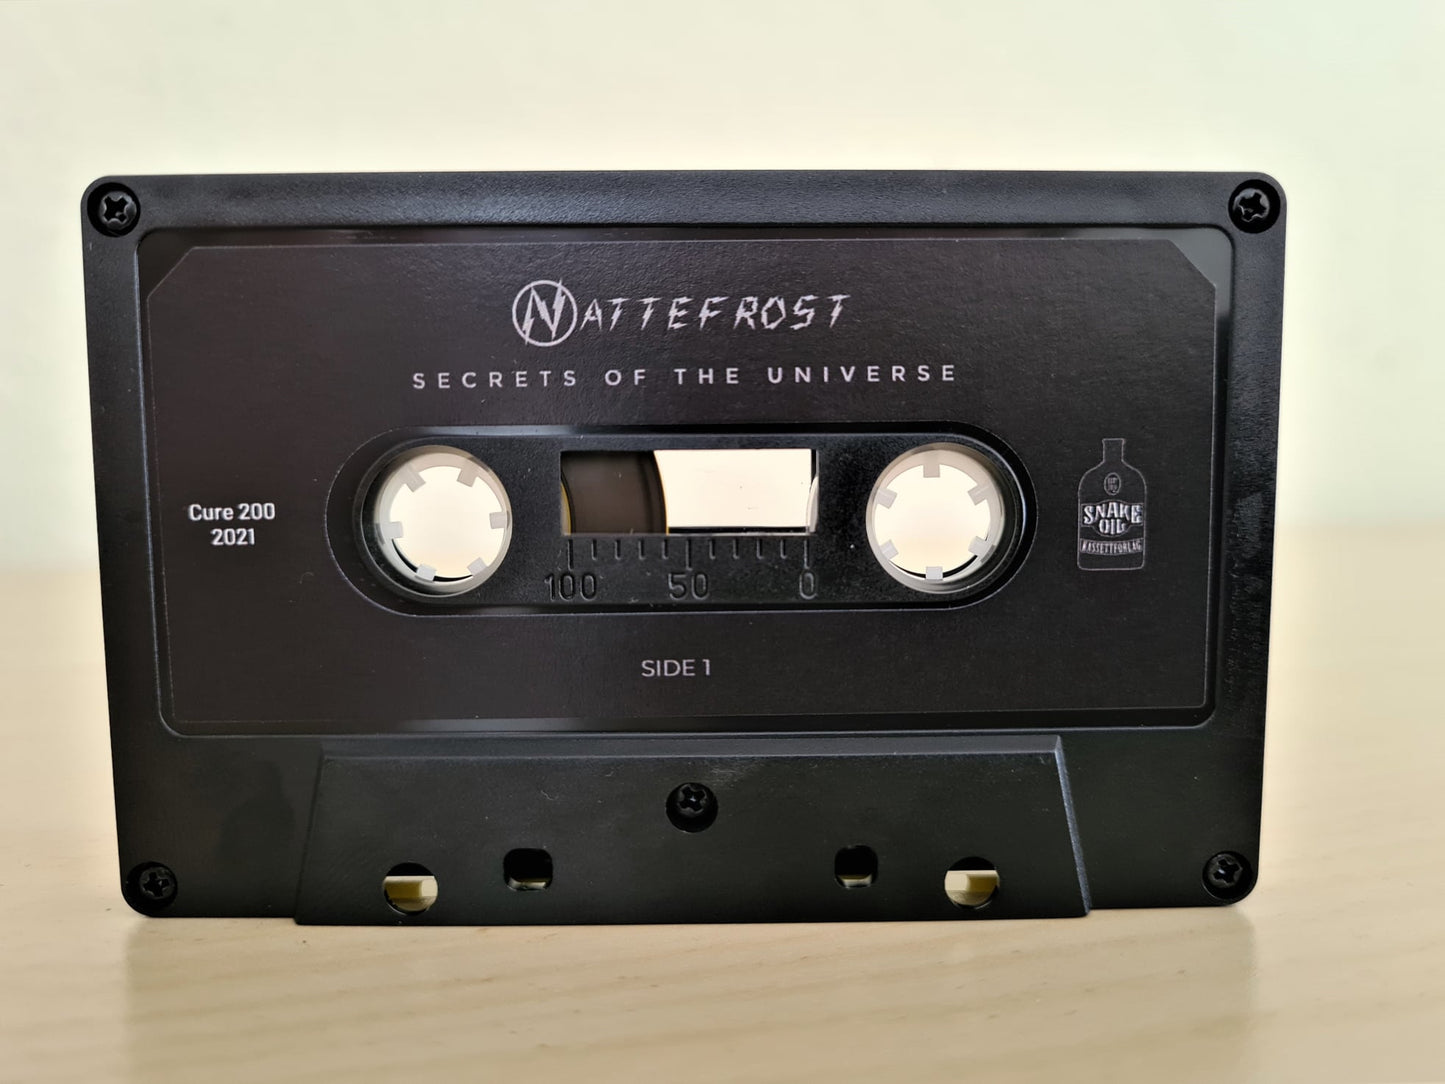 NATTEFROST
SECRETS OF THE UNIVERSE
Cure 200
2021
SNAKE
OIL
KASSETTFORLAG
100 50 0
SIDE 1